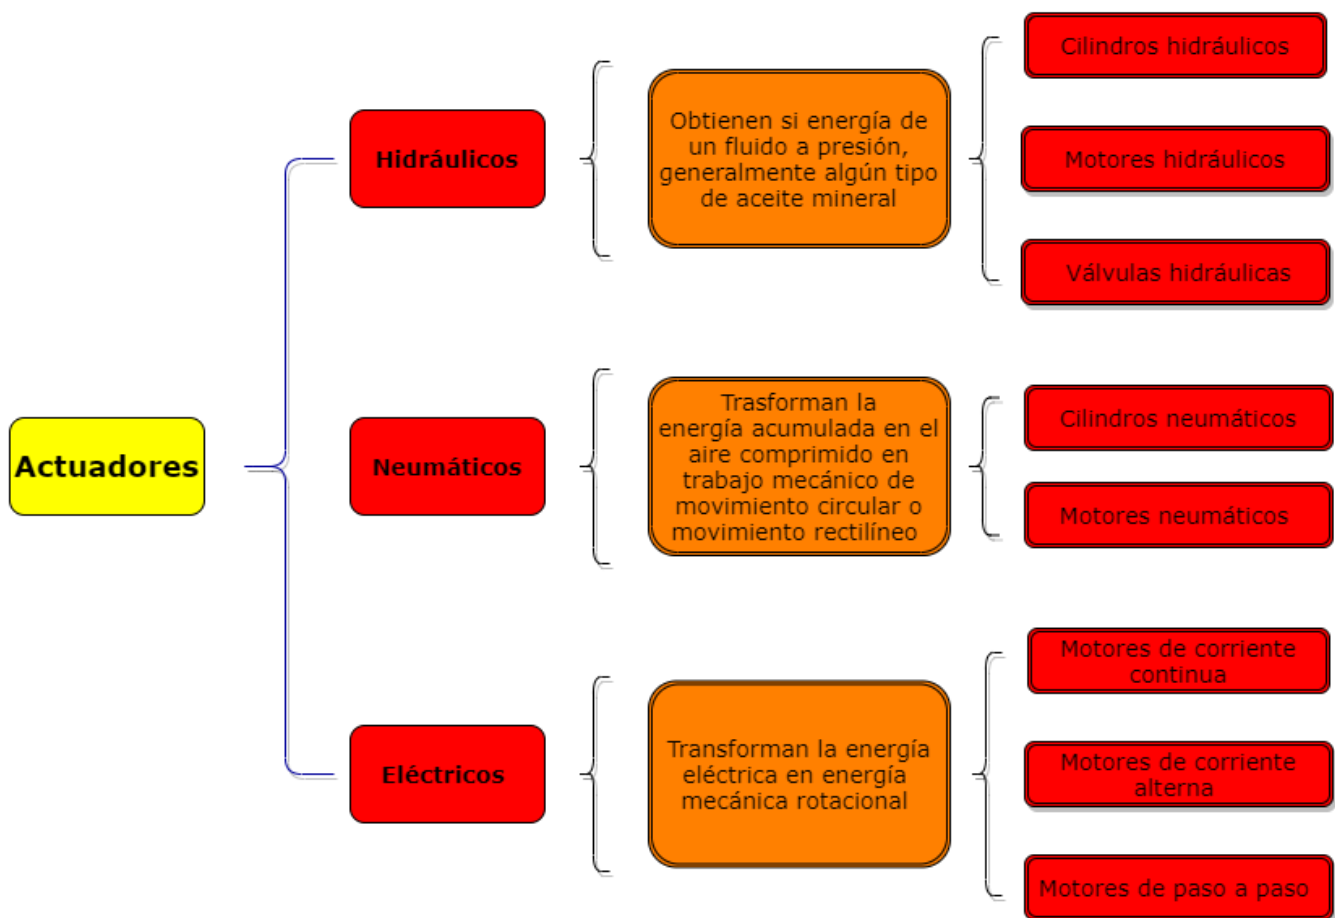 Actuadores
Hidráulicos
Obtienen si energía de
un fluido a presión,
generalmente algún tipo
de aceite mineral
Cilindros hidráulicos
Motores hidráulicos
Válvulas hidráulicas
Neumáticos
Trasforman la
energía acumulada en el
aire comprimido en
trabajo mecánico de
movimiento circular o
movimiento rectilíneo
Cilindros neumáticos
Motores neumáticos
Eléctricos
Transforman la energía
eléctrica en energía
mecánica rotacional
Motores de corriente
continua
Motores de corriente
alterna
Motores de paso a paso